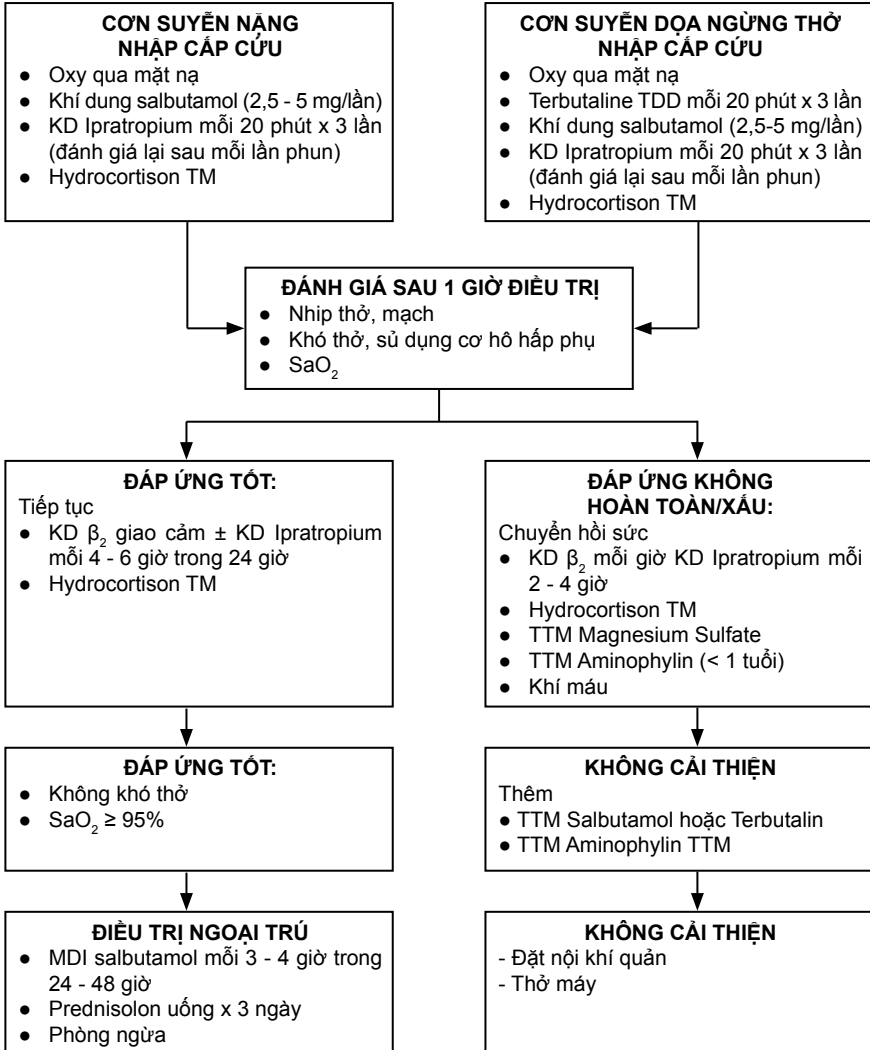 CƠN SUYỄN NẶNG
NHẬP CẤP CỨU
● Oxy qua mặt nạ
● Khí dung salbutamol (2,5 - 5 mg/lần)
● KD Ipratropium mỗi 20 phút x 3 lần
(đánh giá lại sau mỗi lần phun)
● Hydrocortison TM
CƠN SUYỄN DỌA NGỪNG THỞ
NHẬP CẤP CỨU
● Oxy qua mặt nạ
● Terbutaline TDD mỗi 20 phút x 3 lần
● Khí dung salbutamol (2,5-5 mg/lần)
● KD Ipratropium mỗi 20 phút x 3 lần
(đánh giá lại sau mỗi lần phun)
● Hydrocortison TM
ĐÁNH GIÁ SAU 1 GIỜ ĐIỀU TRỊ
● Nhip thở, mạch
● Khó thở, sủ dụng cơ hô hấp phụ
● SaO₂
ĐÁP ỨNG TỐT:
Tiếp tục
● KD β₂ giao cảm ± KD Ipratropium
mỗi 4 - 6 giờ trong 24 giờ
● Hydrocortison TM
ĐÁP ỨNG KHÔNG
HOÀN TOÀN/XẤU:
Chuyển hồi sức
● KD β₂ mỗi giờ KD Ipratropium mỗi
2 - 4 giờ
● Hydrocortison TM
● TTM Magnesium Sulfate
● TTM Aminophylin (< 1 tuổi)
● Khí máu
ĐÁP ỨNG TỐT:
● Không khó thở
● SaO₂ ≥ 95%
KHÔNG CẢI THIỆN
Thêm
● TTM Salbutamol hoặc Terbutalin
● TTM Aminophylin TTM
ĐIỀU TRỊ NGOẠI TRÚ
● MDI salbutamol mỗi 3 - 4 giờ trong
24 - 48 giờ
● Prednisolon uống x 3 ngày
● Phòng ngừa
KHÔNG CẢI THIỆN
- Đặt nội khí quản
- Thở máy